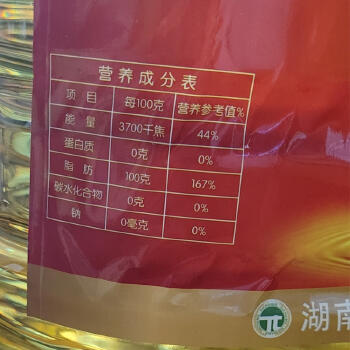 营养成分表
项目 每100克 营养参考值%
能量 3700千焦 44%
蛋白质 0克 0%
脂肪 100克 167%
碳水化合物 0克 0%
钠 0毫克 0%
湖南